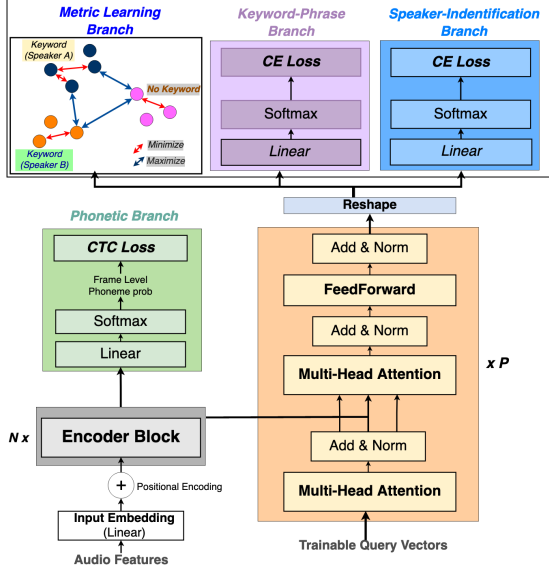 Metric Learning
Branch
Keyword
(Speaker A)
No Keyword
Keyword
(Speaker B)
Minimize
Maximize
Keyword-Phrase
Branch
CE Loss
Softmax
Linear
Speaker-Indentification
Branch
CE Loss
Softmax
Linear
Reshape
Phonetic Branch
CTC Loss
Frame Level
Phoneme prob
Softmax
Linear
N x
Encoder Block
+
Positional Encoding
Input Embedding
(Linear)
Audio Features
Add & Norm
FeedForward
Add & Norm
Multi-Head Attention
x P
Add & Norm
Multi-Head Attention
Trainable Query Vectors